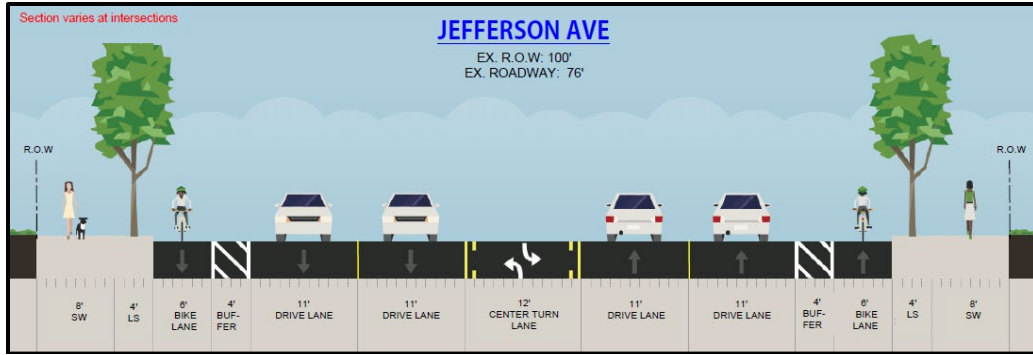 Section varies at intersections
JEFFERSON AVE
EX. R.O.W: 100'
EX. ROADWAY: 76'
R.O.W
R.O.W
8'
SW
4'
LS
6'
BIKE
LANE
4'
BUF-
FER
11'
DRIVE LANE
11'
DRIVE LANE
12'
CENTER TURN
LANE
11'
DRIVE LANE
11'
DRIVE LANE
4'
BUF-
FER
6'
BIKE
LANE
4'
LS
8'
SW